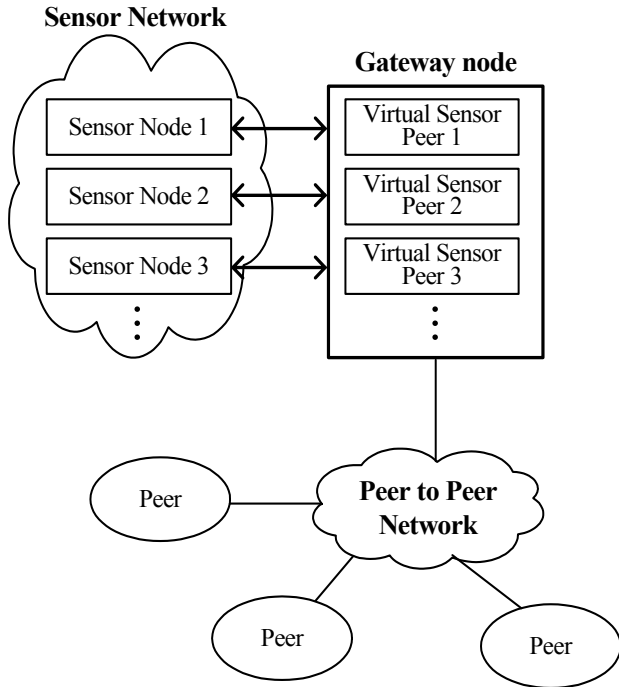 Sensor Network
Gateway node
Sensor Node 1
Virtual Sensor
Peer 1
Sensor Node 2
Virtual Sensor
Peer 2
Sensor Node 3
Virtual Sensor
Peer 3
Peer to Peer
Network
Peer
Peer
Peer